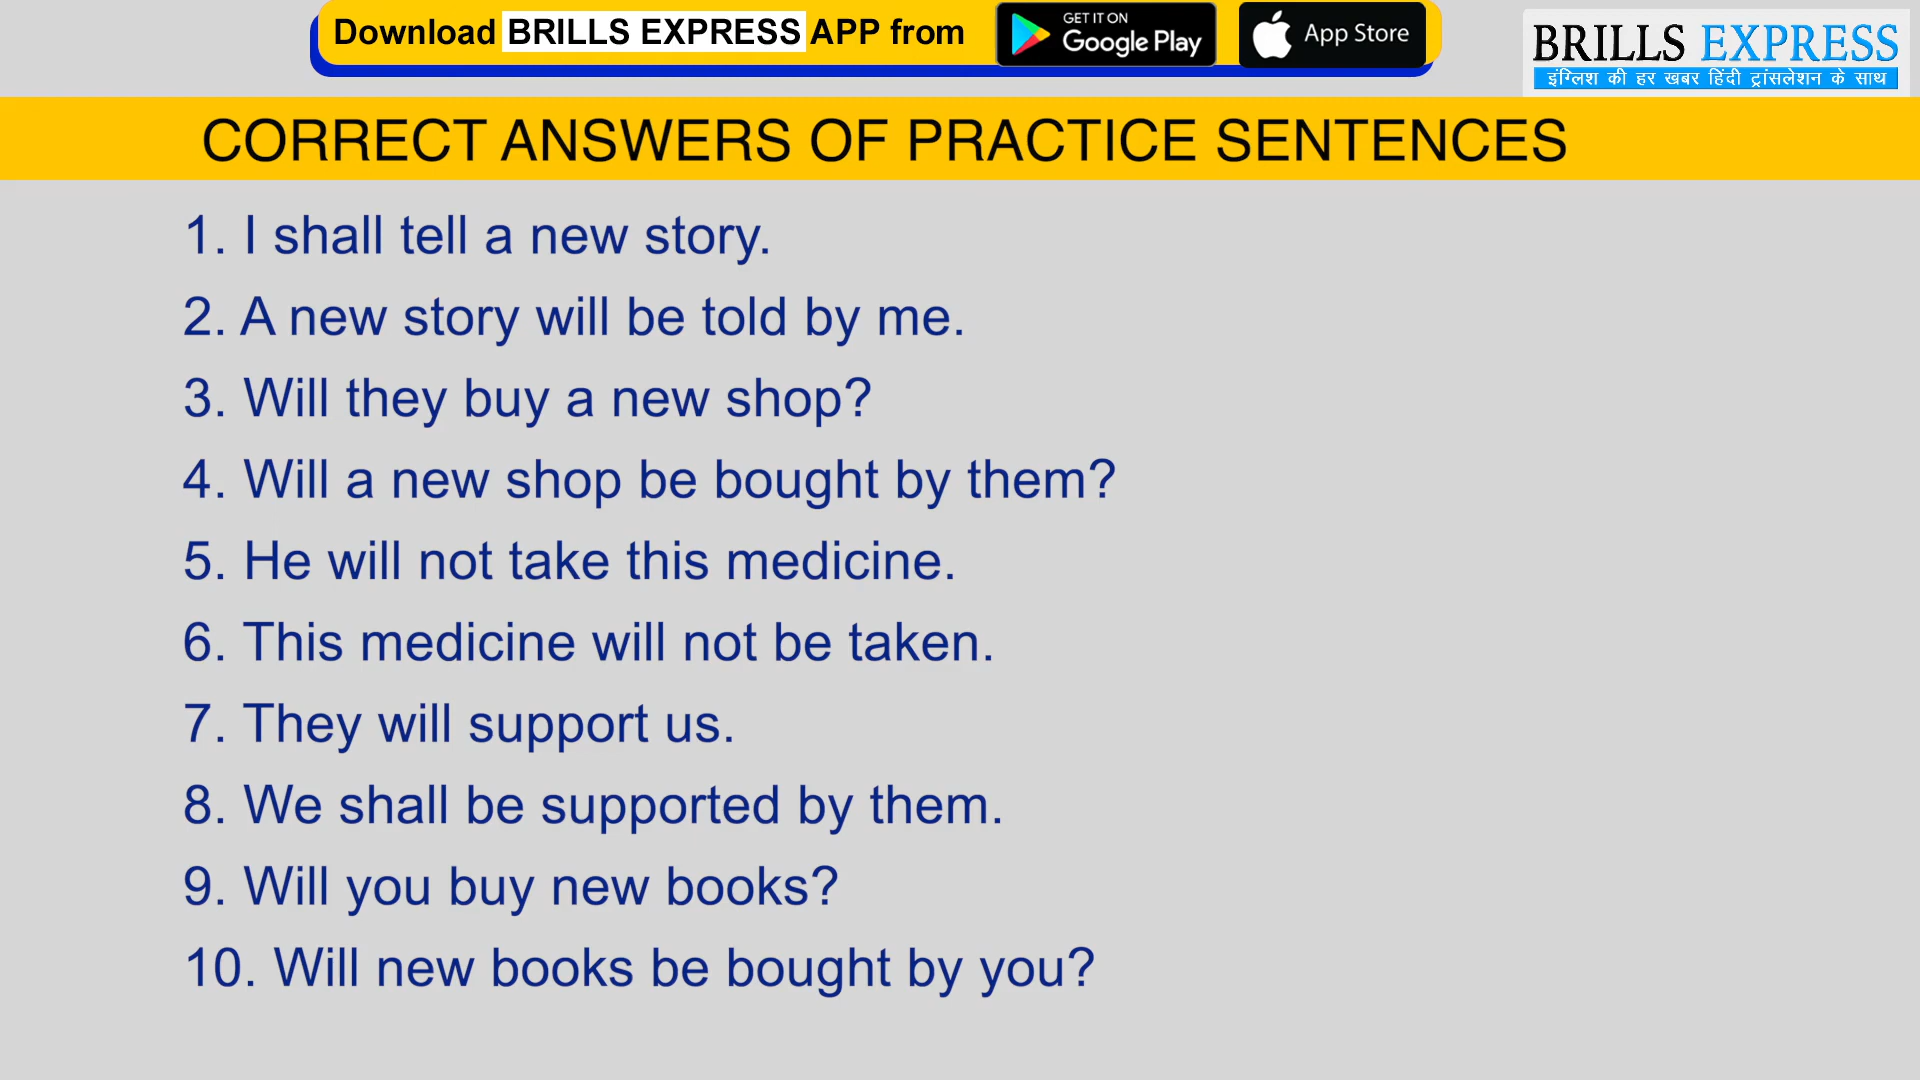 Download BRILLS EXPRESS APP from
GET IT ON
Google Play
App Store
BRILLS EXPRESS
इंग्लिश की हर खबर हिंदी ट्रांसलेशन के साथ
CORRECT ANSWERS OF PRACTICE SENTENCES
1. I shall tell a new story.
2. A new story will be told by me.
3. Will they buy a new shop?
4. Will a new shop be bought by them?
5. He will not take this medicine.
6. This medicine will not be taken.
7. They will support us.
8. We shall be supported by them.
9. Will you buy new books?
10. Will new books be bought by you?